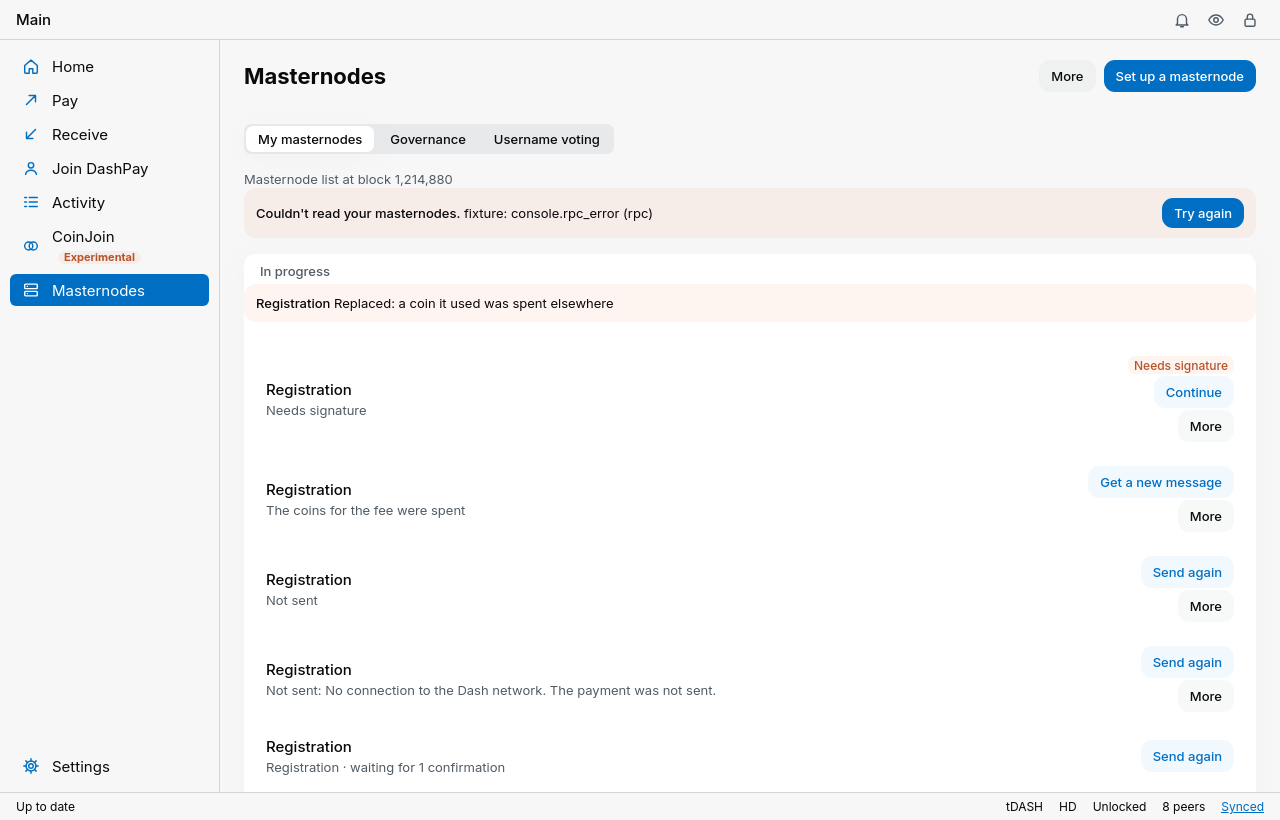 Main
Home
Pay
Receive
Join DashPay
Activity
CoinJoin
Experimental
Masternodes
Settings
Masternodes
More
Set up a masternode
My masternodes
Governance
Username voting
Masternode list at block 1,214,880
Couldn't read your masternodes. fixture: console.rpc_error (rpc)
Try again
In progress
Registration Replaced: a coin it used was spent elsewhere
Registration
Needs signature
Needs signature
Continue
More
Registration
The coins for the fee were spent
Get a new message
More
Registration
Not sent
Send again
More
Registration
Not sent: No connection to the Dash network. The payment was not sent.
Send again
More
Registration
Registration · waiting for 1 confirmation
Send again
Up to date
tDASH
HD
Unlocked
8 peers
Synced